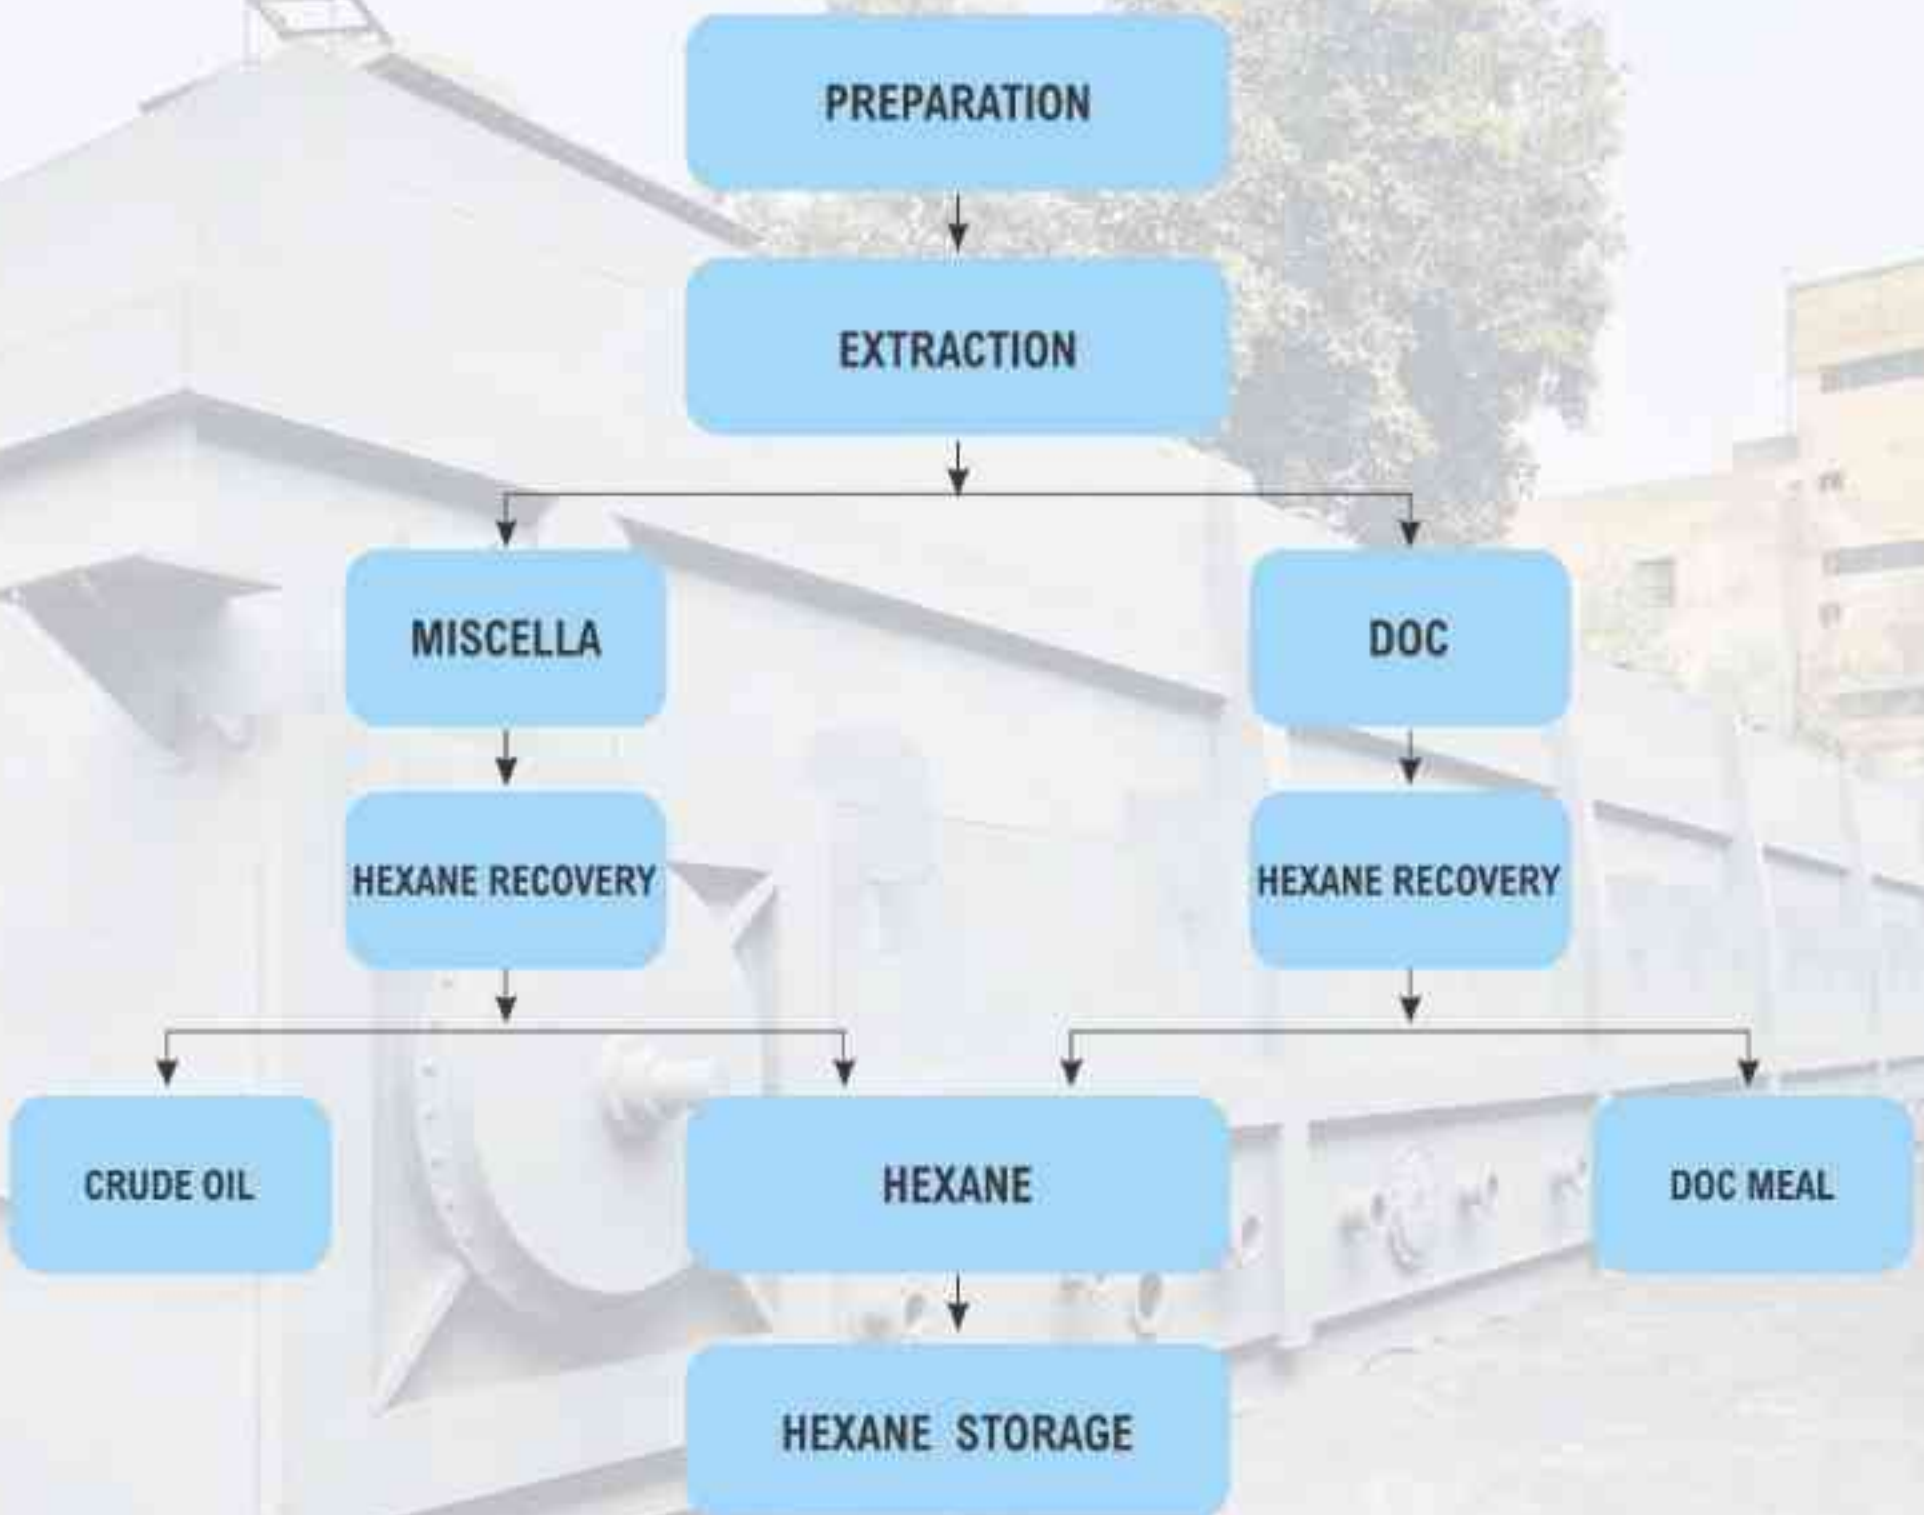 PREPARATION
EXTRACTION
MISCELLA
DOC
HEXANE RECOVERY
HEXANE RECOVERY
CRUDE OIL
HEXANE
DOC MEAL
HEXANE STORAGE